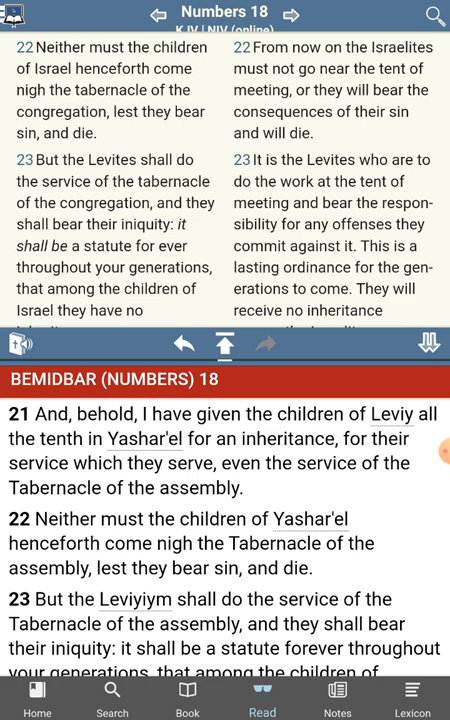 Numbers 18
KJV | NIV (online)
22 Neither must the children
of Israel henceforth come
nigh the tabernacle of the
congregation, lest they bear
sin, and die.
23 But the Levites shall do
the service of the tabernacle
of the congregation, and they
shall bear their iniquity: it
shall be a statute for ever
throughout your generations,
that among the children of
Israel they have no
22 From now on the Israelites
must not go near the tent of
meeting, or they will bear the
consequences of their sin
and will die.
23 It is the Levites who are to
do the work at the tent of
meeting and bear the respon-
sibility for any offenses they
commit against it. This is a
lasting ordinance for the gen-
erations to come. They will
receive no inheritance
BEMIDBAR (NUMBERS) 18
21 And, behold, I have given the children of Leviy all
the tenth in Yashar'el for an inheritance, for their
service which they serve, even the service of the
Tabernacle of the assembly.
22 Neither must the children of Yashar'el
henceforth come nigh the Tabernacle of the
assembly, lest they bear sin, and die.
23 But the Leviyiym shall do the service of the
Tabernacle of the assembly, and they shall bear
their iniquity: it shall be a statute forever throughout
your generations, that among the children of
Home Search Book Read Notes Lexicon